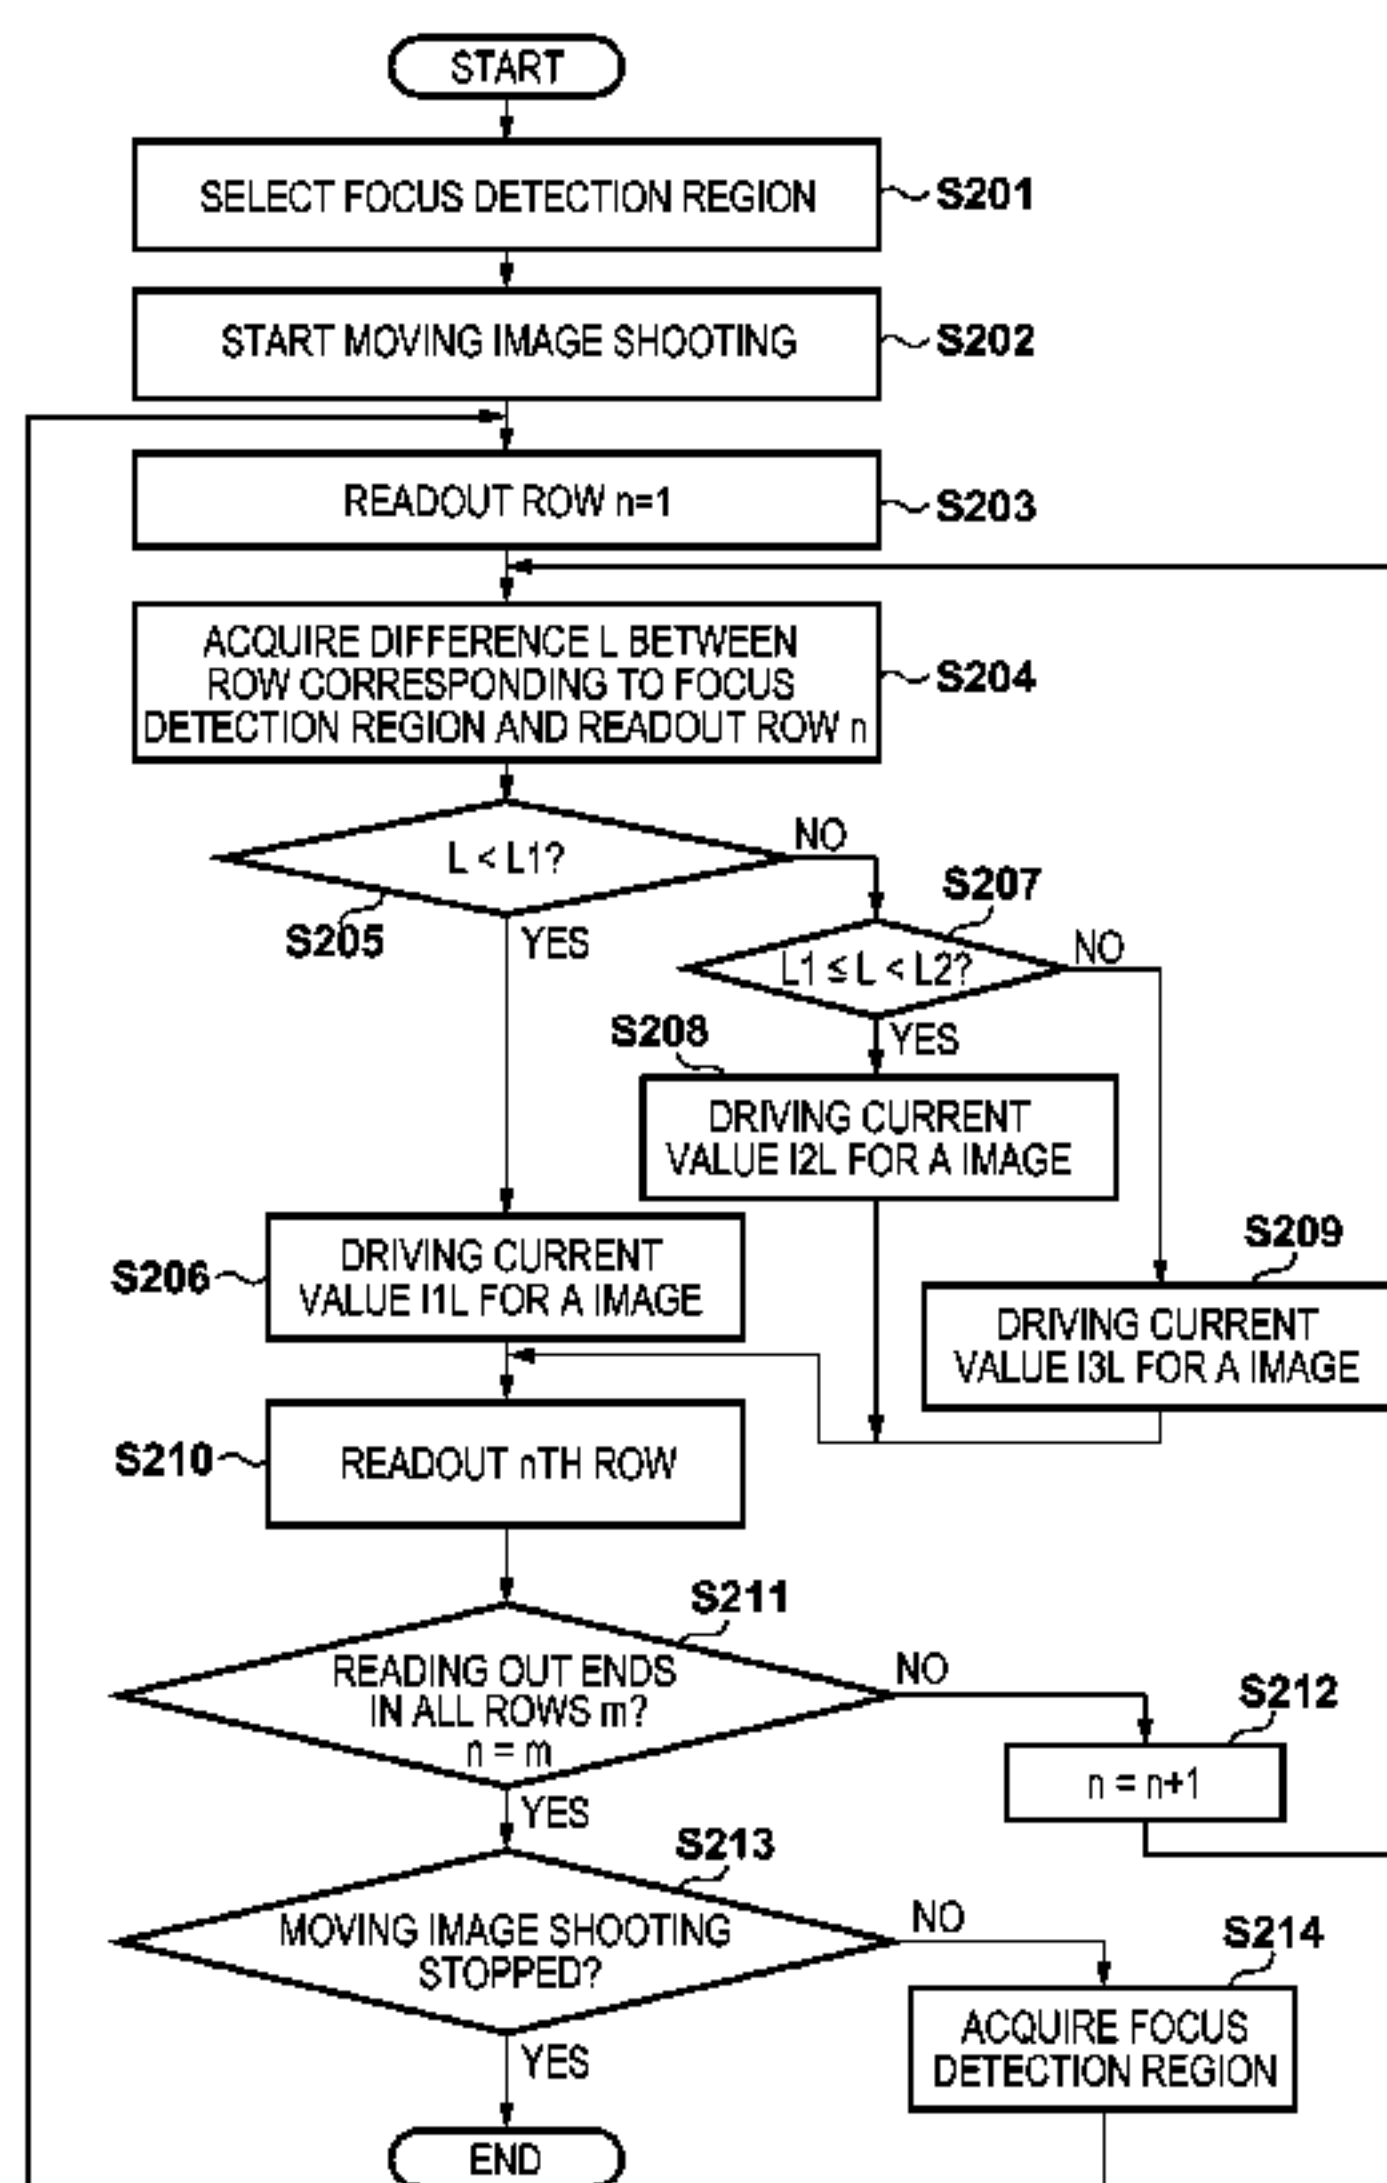 START
SELECT FOCUS DETECTION REGION
S201
START MOVING IMAGE SHOOTING
S202
READOUT ROW n=1
S203
ACQUIRE DIFFERENCE L BETWEEN
ROW CORRESPONDING TO FOCUS
DETECTION REGION AND READOUT ROW n
S204
L < L1?
NO
S205
YES
S207
L1 ≤ L < L2?
NO
YES
S208
DRIVING CURRENT
VALUE I2L FOR A IMAGE
S206
DRIVING CURRENT
VALUE I1L FOR A IMAGE
S209
DRIVING CURRENT
VALUE I3L FOR A IMAGE
S210
READOUT nTH ROW
S211
READING OUT ENDS
IN ALL ROWS m?
n = m
NO
YES
S212
n = n+1
S213
MOVING IMAGE SHOOTING
STOPPED?
NO
YES
S214
ACQUIRE FOCUS
DETECTION REGION
END